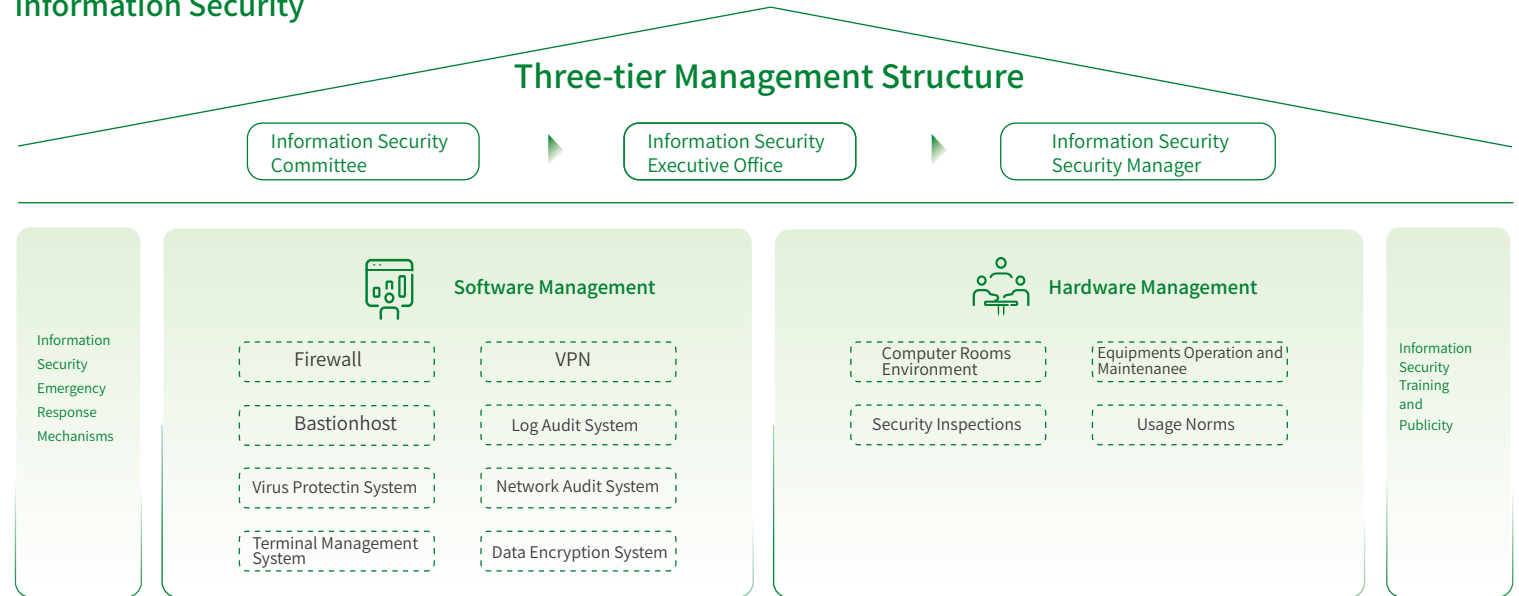 Information Security
Three-tier Management Structure
Information Security
Committee
Information Security
Executive Office
Information Security
Security Manager
Information
Security
Emergency
Response
Mechanisms
Software Management
Firewall
VPN
Bastionhost
Log Audit System
Virus Protectin System
Network Audit System
Terminal Management
System
Data Encryption System
Hardware Management
Computer Rooms
Environment
Equipments Operation and
Maintenanee
Security Inspections
Usage Norms
Information
Security
Training
and
Publicity